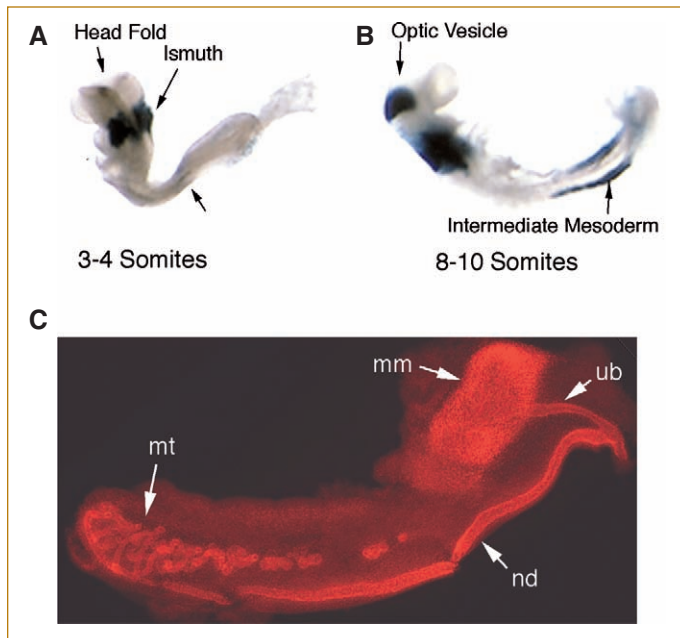 A
Head Fold
Ismuth
3-4 Somites
B
Optic Vesicle
Intermediate Mesoderm
8-10 Somites
C
mm
ub
mt
nd